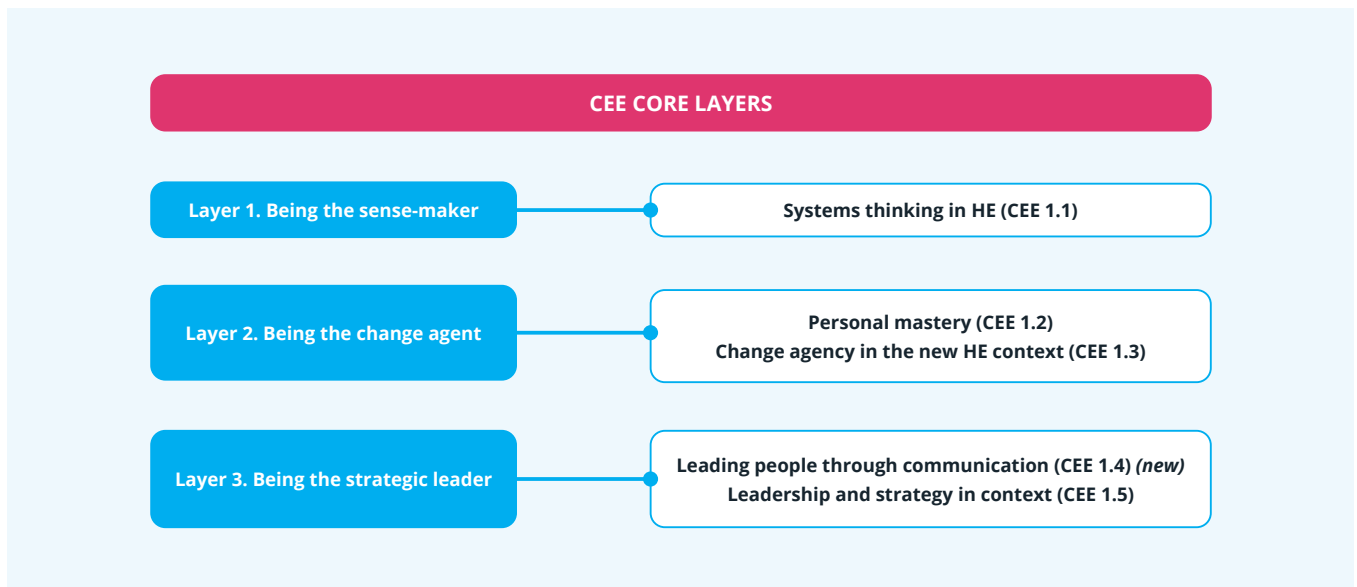 CEE CORE LAYERS
Layer 1. Being the sense-maker
Systems thinking in HE (CEE 1.1)
Layer 2. Being the change agent
Personal mastery (CEE 1.2)
Change agency in the new HE context (CEE 1.3)
Layer 3. Being the strategic leader
Leading people through communication (CEE 1.4) (new)
Leadership and strategy in context (CEE 1.5)